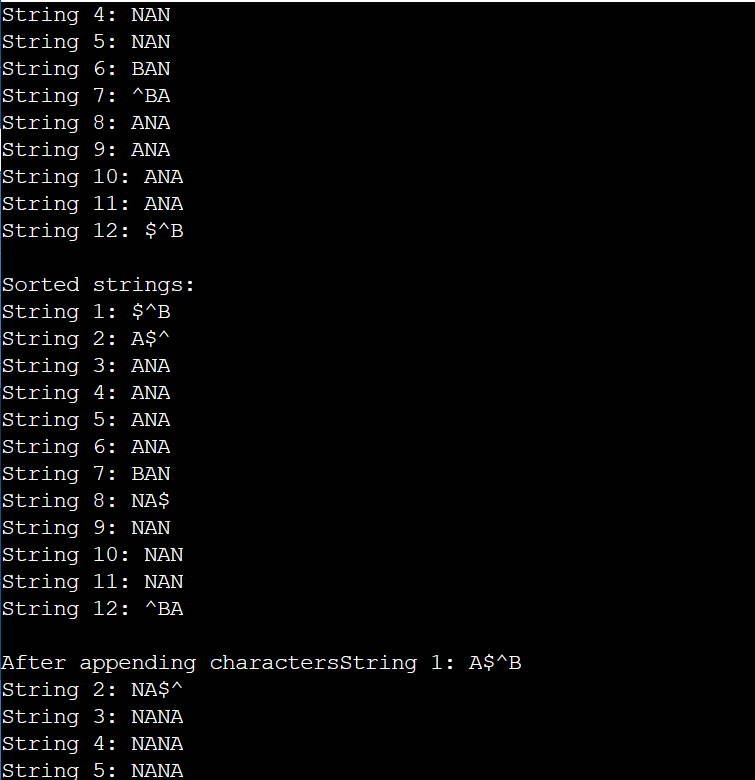 String 4: NAN
String 5: NAN
String 6: BAN
String 7: ^BA
String 8: ANA
String 9: ANA
String 10: ANA
String 11: ANA
String 12: $^B
Sorted strings:
String 1: $^B
String 2: A$^
String 3: ANA
String 4: ANA
String 5: ANA
String 6: ANA
String 7: BAN
String 8: NA$
String 9: NAN
String 10: NAN
String 11: NAN
String 12: ^BA
After appending charactersString 1: A$^B
String 2: NA$^
String 3: NANA
String 4: NANA
String 5: NANA